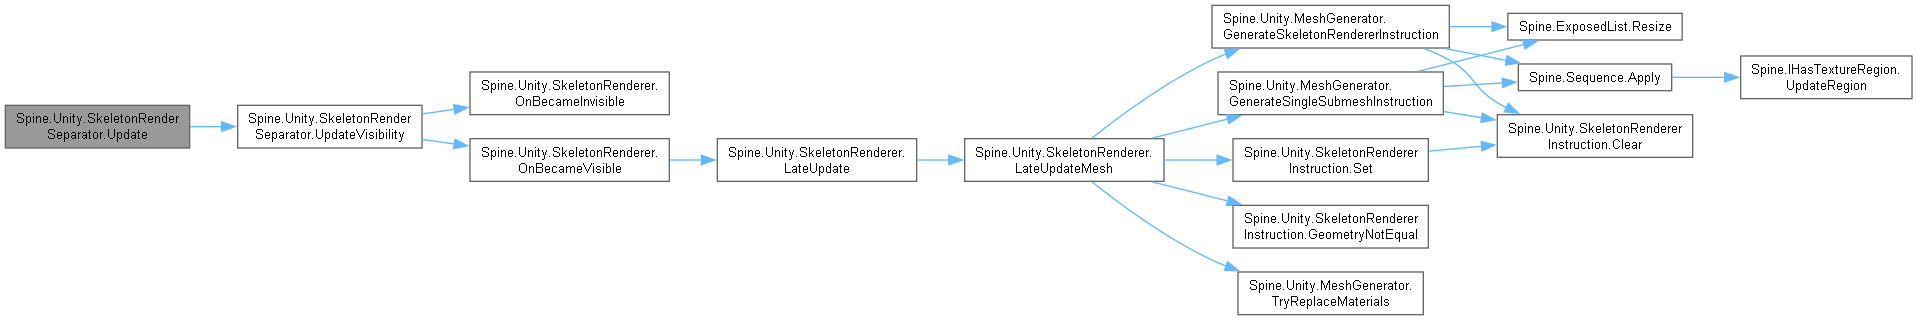 Spine.Unity.SkeletonRender
Separator.Update
Spine.Unity.SkeletonRender
Separator.UpdateVisibility
Spine.Unity.SkeletonRenderer.
OnBecameInvisible
Spine.Unity.SkeletonRenderer.
OnBecameVisible
Spine.Unity.SkeletonRenderer.
LateUpdate
Spine.Unity.SkeletonRenderer.
LateUpdateMesh
Spine.Unity.MeshGenerator.
GenerateSkeletonRendererInstruction
Spine.Unity.MeshGenerator.
GenerateSingleSubmeshInstruction
Spine.Unity.SkeletonRenderer
Instruction.Set
Spine.Unity.SkeletonRenderer
Instruction.GeometryNotEqual
Spine.Unity.MeshGenerator.
TryReplaceMaterials
Spine.ExposedList.Resize
Spine.Sequence.Apply
Spine.Unity.SkeletonRenderer
Instruction.Clear
Spine.IHasTextureRegion.
UpdateRegion